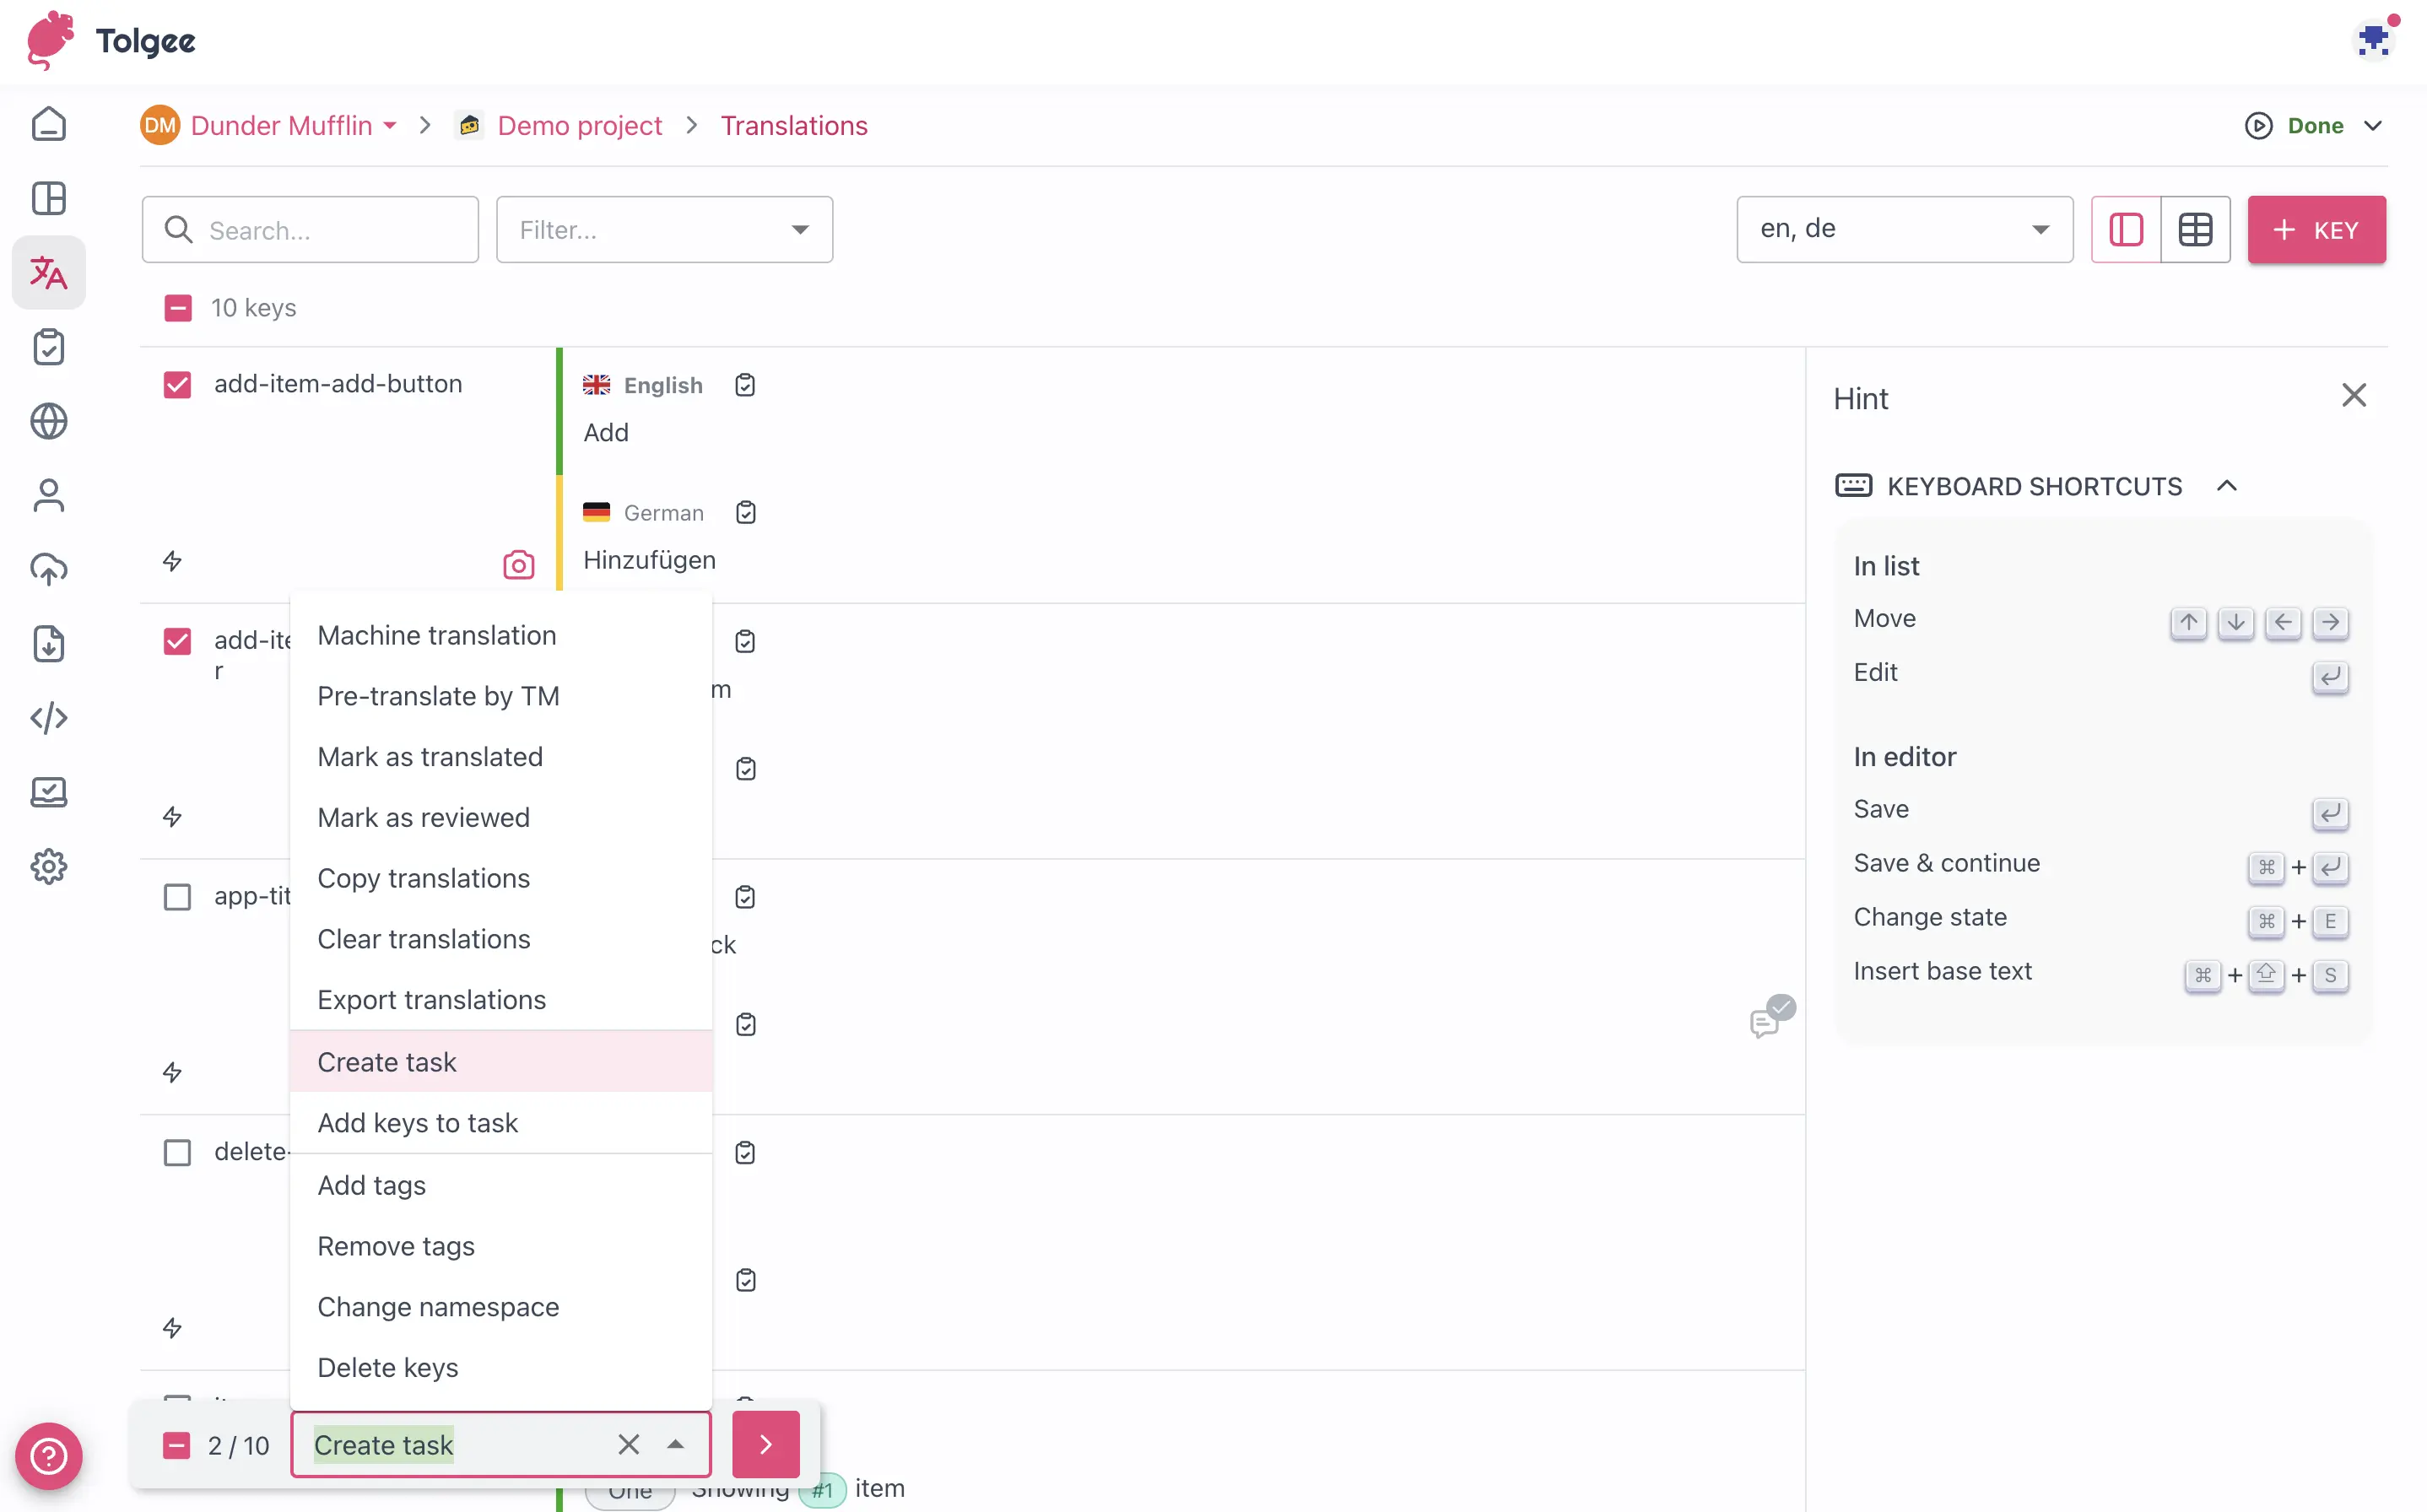 Tolgee
DM Dunder Mufflin > Demo project > Translations
Done
Search...
Filter...
en, de
+ KEY
10 keys
add-item-add-button
English
Add
German
Hinzufügen
add-ite
r
m
app-tit
ck
delete-
Machine translation
Pre-translate by TM
Mark as translated
Mark as reviewed
Copy translations
Clear translations
Export translations
Create task
Add keys to task
Add tags
Remove tags
Change namespace
Delete keys
2 / 10
Create task
One Showing #1 item
Hint
KEYBOARD SHORTCUTS
In list
Move ↑ ↓ ← →
Edit ↵
In editor
Save ↵
Save & continue ⌘ + ↵
Change state ⌘ + E
Insert base text ⌘ + ⇧ + S